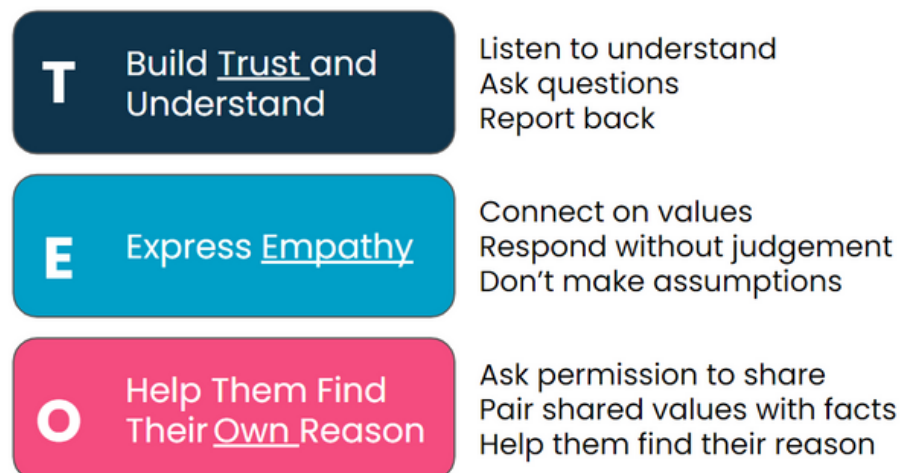 T
Build Trust and
Understand
Listen to understand
Ask questions
Report back
E
Express Empathy
Connect on values
Respond without judgement
Don't make assumptions
O
Help Them Find
Their Own Reason
Ask permission to share
Pair shared values with facts
Help them find their reason